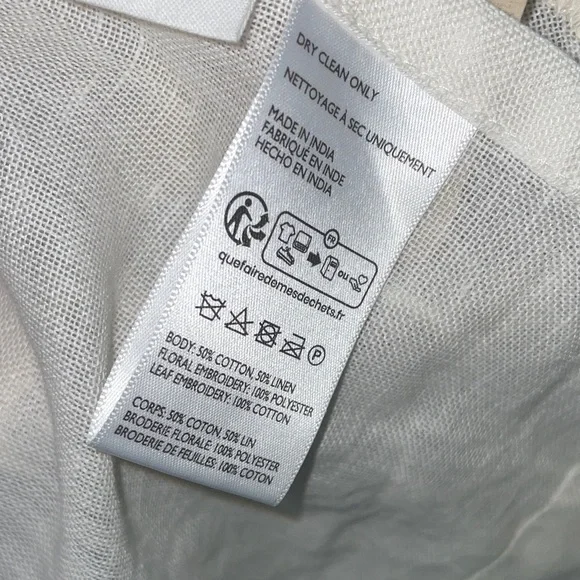 DRY CLEAN ONLY
NETTOYAGE À SEC UNIQUEMENT
MADE IN INDIA
FABRIQUÉ EN INDE
HECHO EN INDIA
FR
OU
quefairedemesdechets.fr
P
BODY: 50% COTTON, 50% LINEN
FLORAL EMBROIDERY: 100% POLYESTER
LEAF EMBROIDERY: 100% COTTON
CORPS: 50% COTON, 50% LIN
BRODERIE FLORALE: 100% POLYESTER
BRODERIE DE FEUILLES: 100% COTON